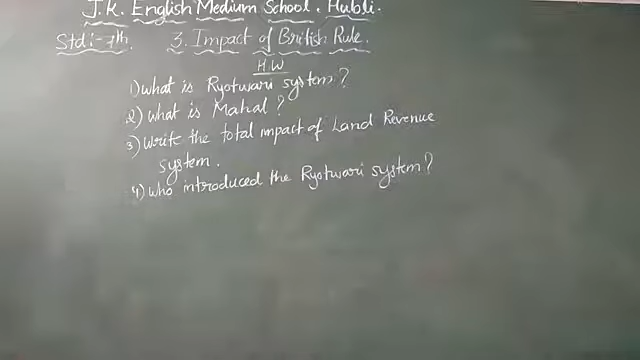 J.K. English Medium School. Hubli.
Std:- 7th. 3. Impact of British Rule.
H.W
1) What is Ryotwari system?
2) What is Mahal?
3) Write the total impact of Land Revenue
system.
4) Who introduced the Ryotwari system?